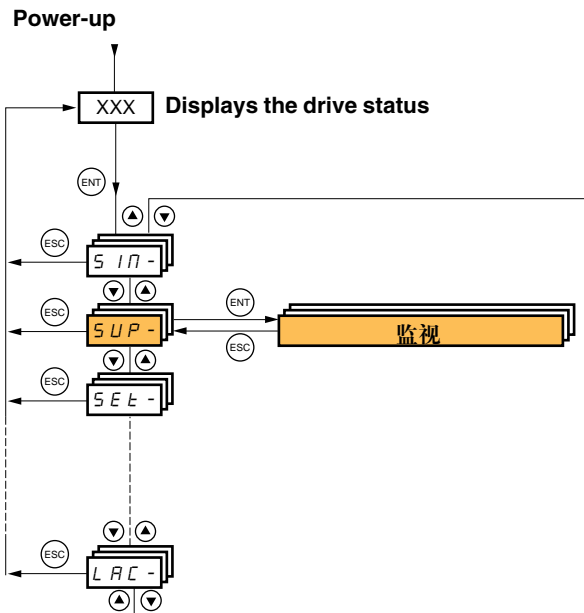 Power-up
XXX Displays the drive status
ENT
ESC
SIM-
ENT
ESC
SUP- 监视
ESC
ESC
SEt-
ESC
LAC-